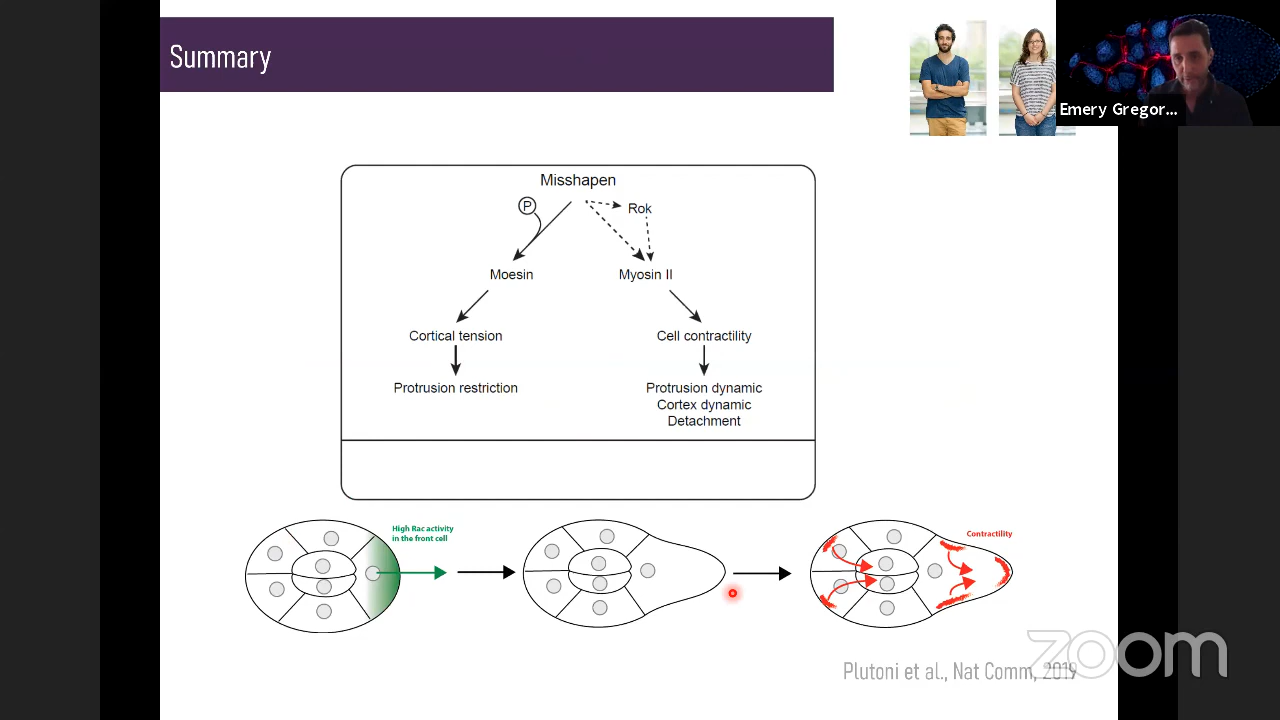 Summary
Emery Gregor...
Misshapen
P
Rok
Moesin
Myosin II
Cortical tension
Cell contractility
Protrusion restriction
Protrusion dynamic
Cortex dynamic
Detachment
High Rac activity
in the front cell
Contractility
zoom
Plutoni et al., Nat Comm, 2019